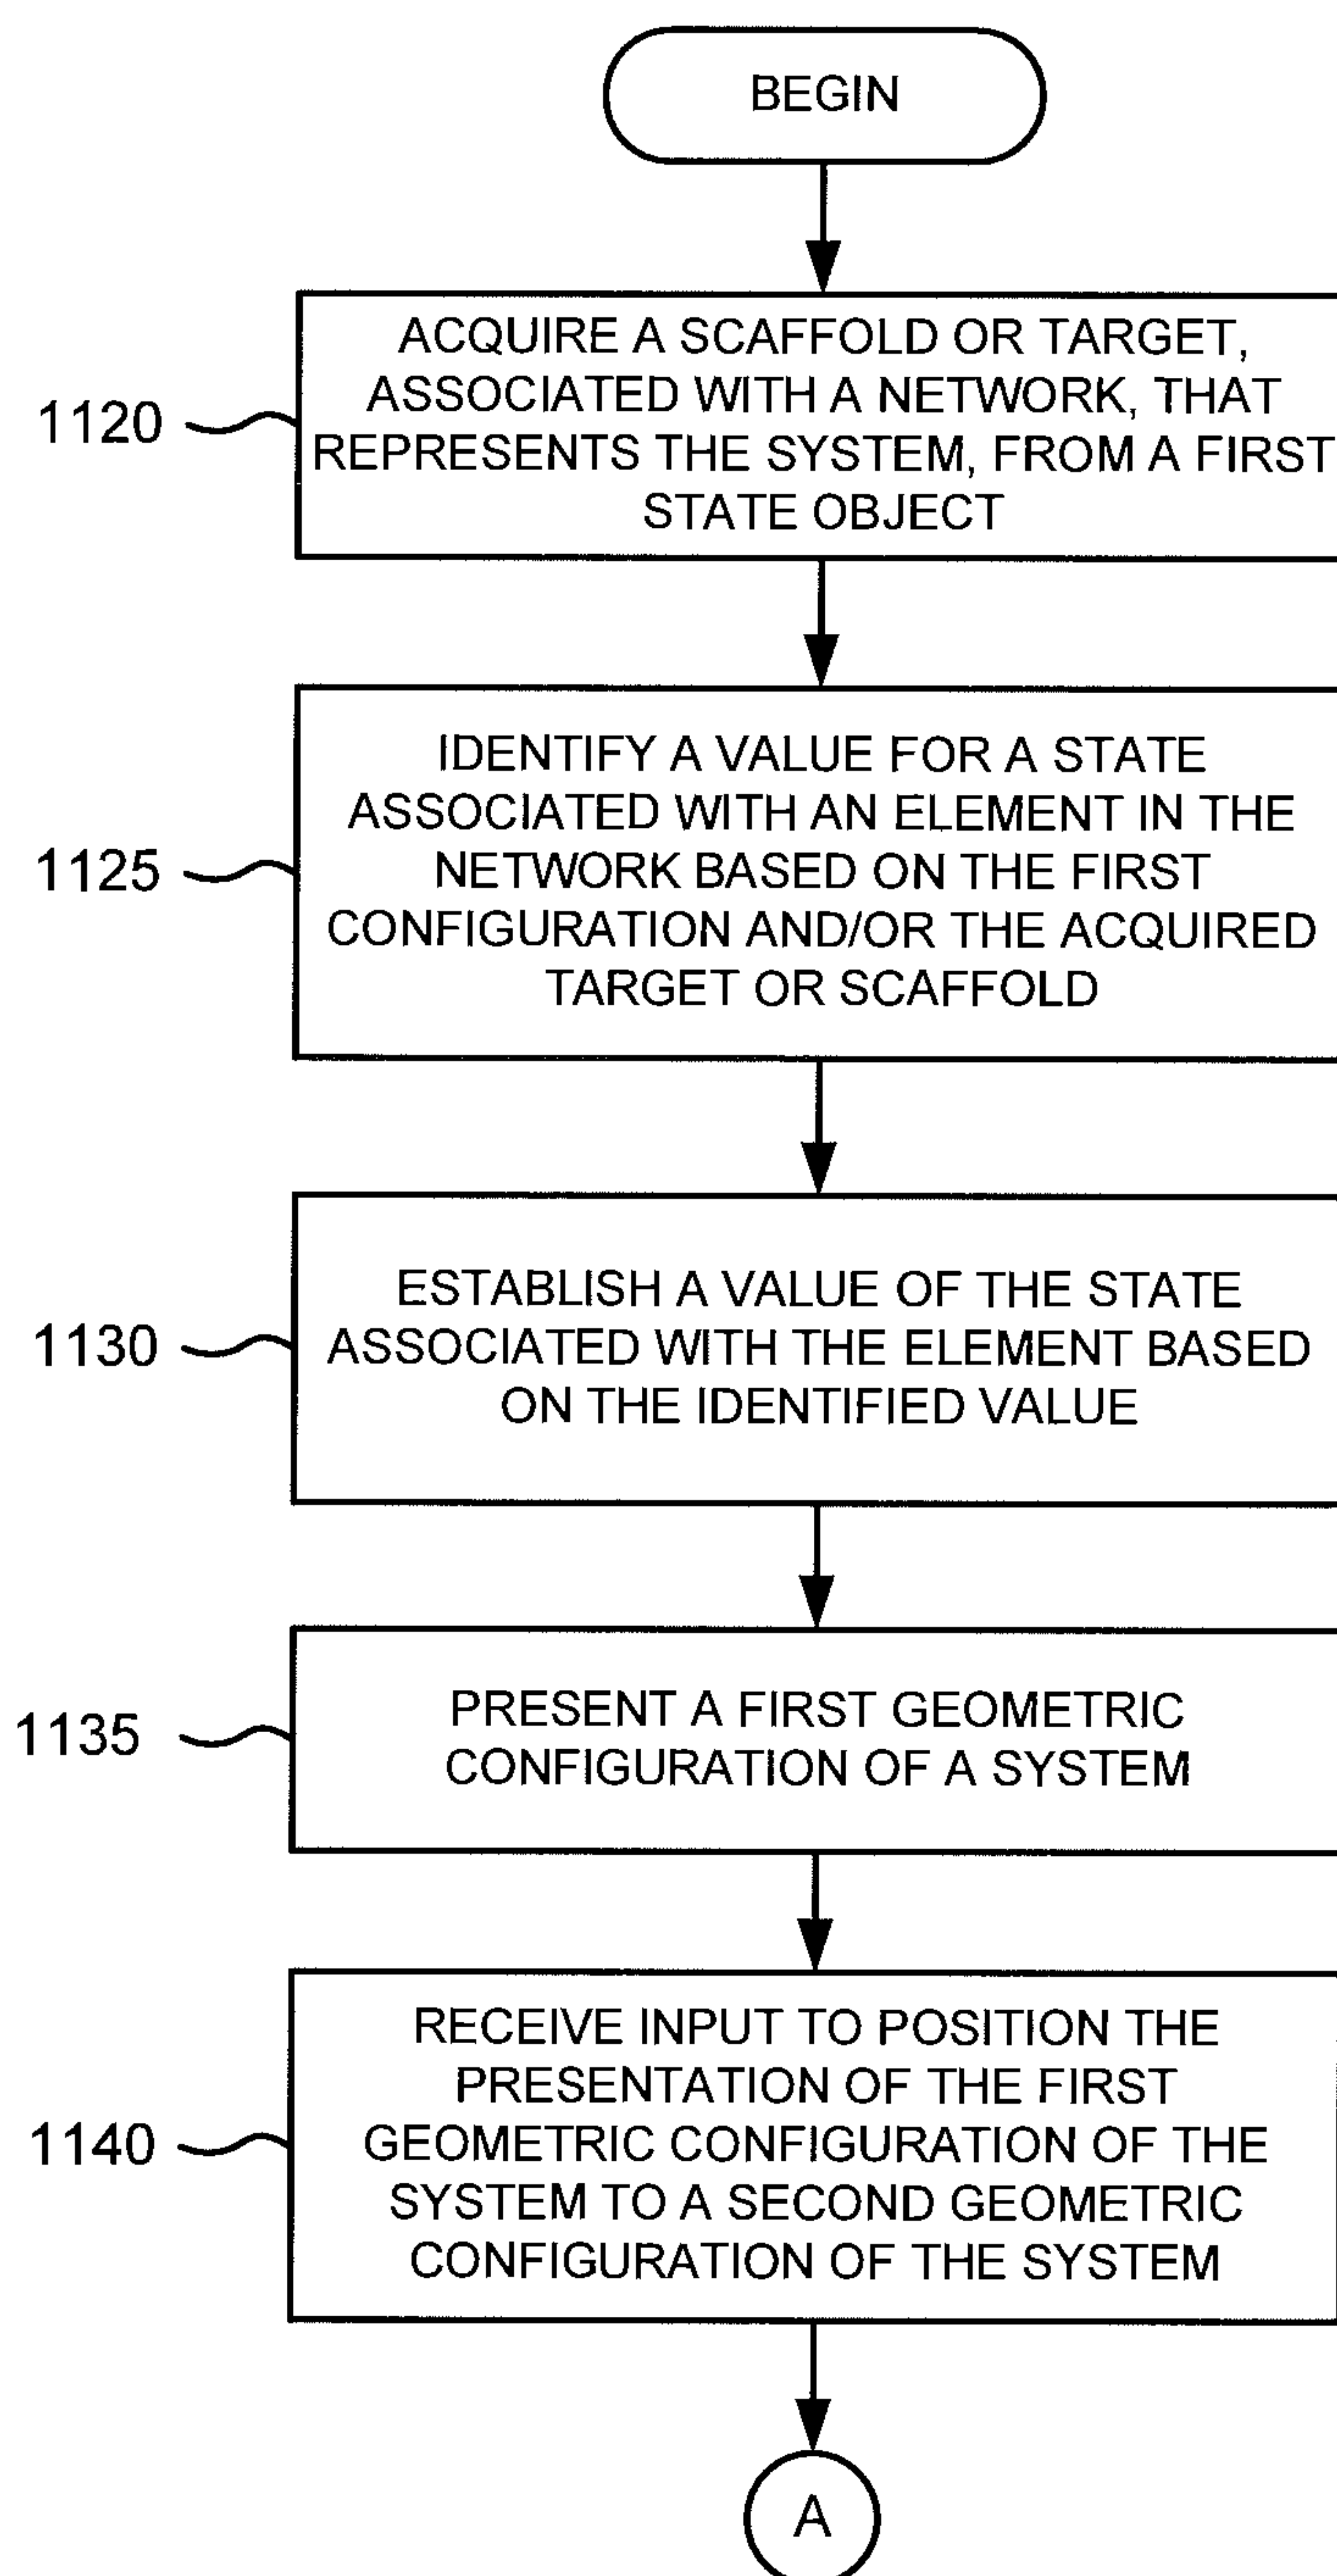 BEGIN
1120
ACQUIRE A SCAFFOLD OR TARGET,
ASSOCIATED WITH A NETWORK, THAT
REPRESENTS THE SYSTEM, FROM A FIRST
STATE OBJECT
1125
IDENTIFY A VALUE FOR A STATE
ASSOCIATED WITH AN ELEMENT IN THE
NETWORK BASED ON THE FIRST
CONFIGURATION AND/OR THE ACQUIRED
TARGET OR SCAFFOLD
1130
ESTABLISH A VALUE OF THE STATE
ASSOCIATED WITH THE ELEMENT BASED
ON THE IDENTIFIED VALUE
1135
PRESENT A FIRST GEOMETRIC
CONFIGURATION OF A SYSTEM
1140
RECEIVE INPUT TO POSITION THE
PRESENTATION OF THE FIRST
GEOMETRIC CONFIGURATION OF THE
SYSTEM TO A SECOND GEOMETRIC
CONFIGURATION OF THE SYSTEM
A